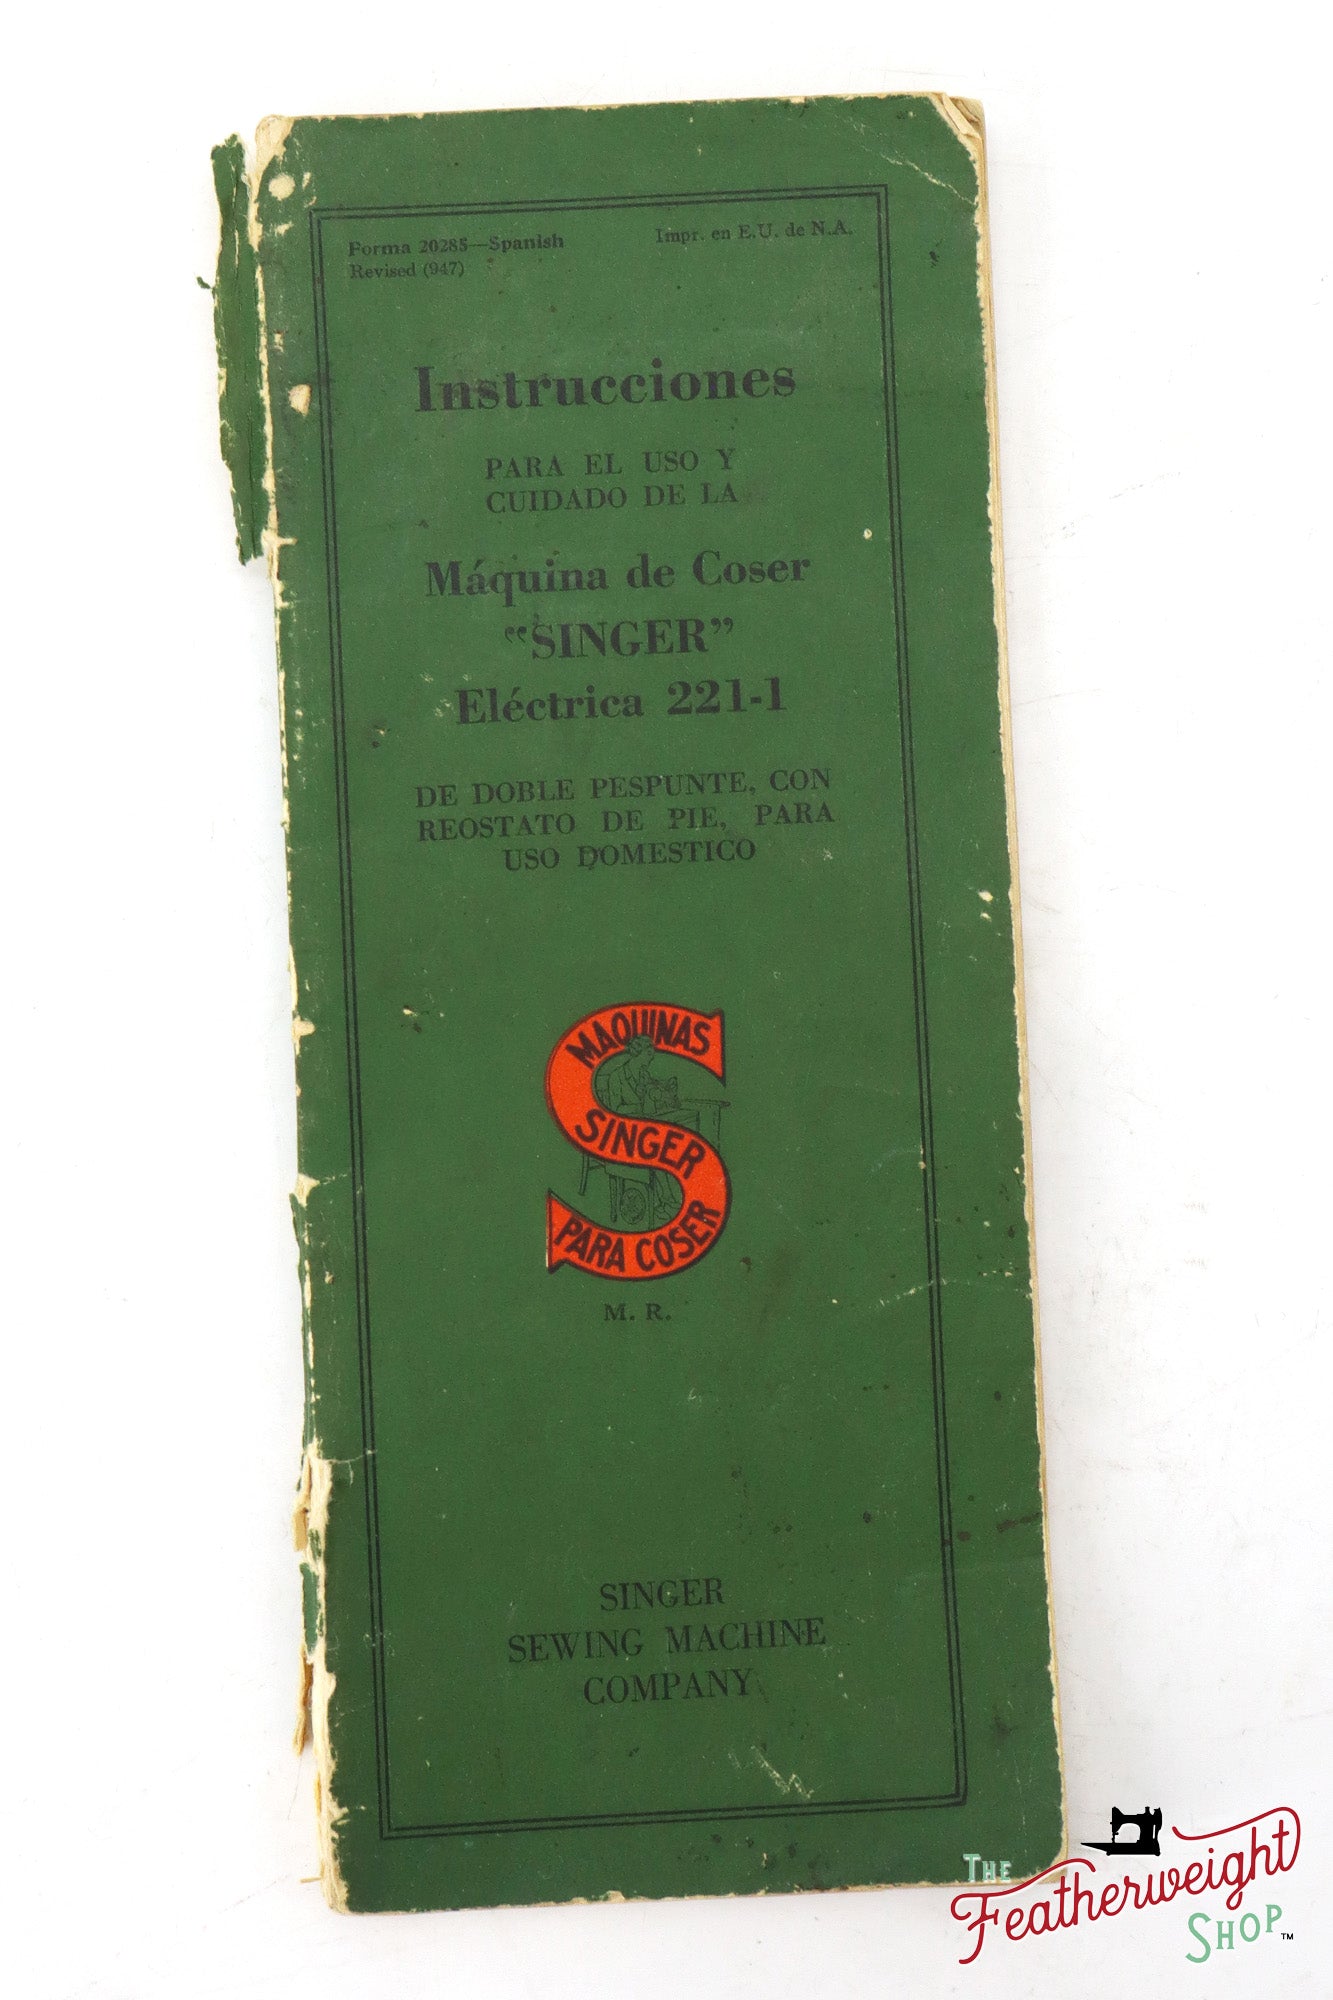 Forma 20285—Spanish
Revised (947)
Impr. en E.U. de N.A.
Instrucciones
PARA EL USO Y
CUIDADO DE LA
Máquina de Coser
“SINGER”
Eléctrica 221-1
DE DOBLE PESPUNTE, CON
REOSTATO DE PIE, PARA
USO DOMESTICO
MAQUINAS
SINGER
PARA COSER
M. R.
SINGER
SEWING MACHINE
COMPANY
THE
Featherweight
SHOP™